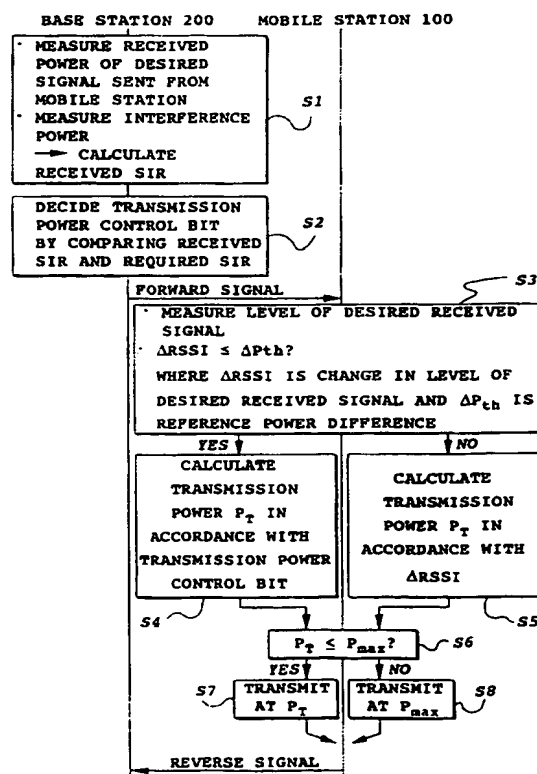 BASE STATION 200 MOBILE STATION 100
· MEASURE RECEIVED
POWER OF DESIRED
SIGNAL SENT FROM
MOBILE STATION
· MEASURE INTERFERENCE
POWER
→ CALCULATE
RECEIVED SIR
S1
DECIDE TRANSMISSION
POWER CONTROL BIT
BY COMPARING RECEIVED
SIR AND REQUIRED SIR
S2
FORWARD SIGNAL
S3
· MEASURE LEVEL OF DESIRED RECEIVED
SIGNAL
· ΔRSSI ≤ ΔPth?
WHERE ΔRSSI IS CHANGE IN LEVEL OF
DESIRED RECEIVED SIGNAL AND ΔPth IS
REFERENCE POWER DIFFERENCE
YES NO
CALCULATE
TRANSMISSION
POWER PT IN
ACCORDANCE WITH
TRANSMISSION POWER
CONTROL BIT
S4
CALCULATE
TRANSMISSION
POWER PT IN
ACCORDANCE WITH
ΔRSSI
S5
PT ≤ Pmax?
S6
YES NO
S7
TRANSMIT
AT PT
TRANSMIT
AT Pmax
S8
REVERSE SIGNAL